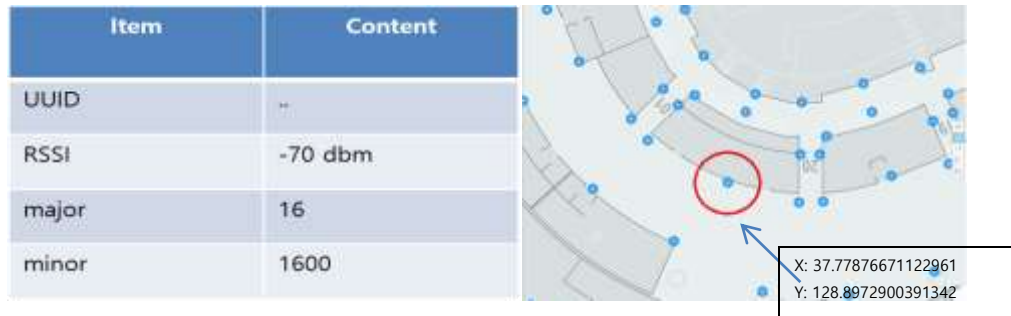 Item Content
UUID ..
RSSI -70 dbm
major 16
minor 1600
X: 37.77876671122961
Y: 128.8972900391342